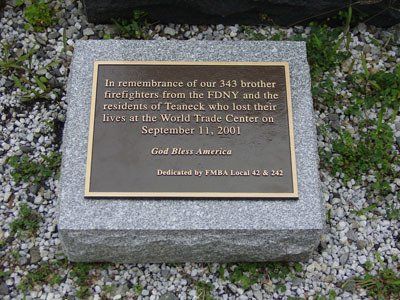 In remembrance of our 343 brother
firefighters from the FDNY and the
residents of Teaneck who lost their
lives at the World Trade Center on
September 11, 2001
God Bless America
Dedicated by FMBA Local 42 & 242